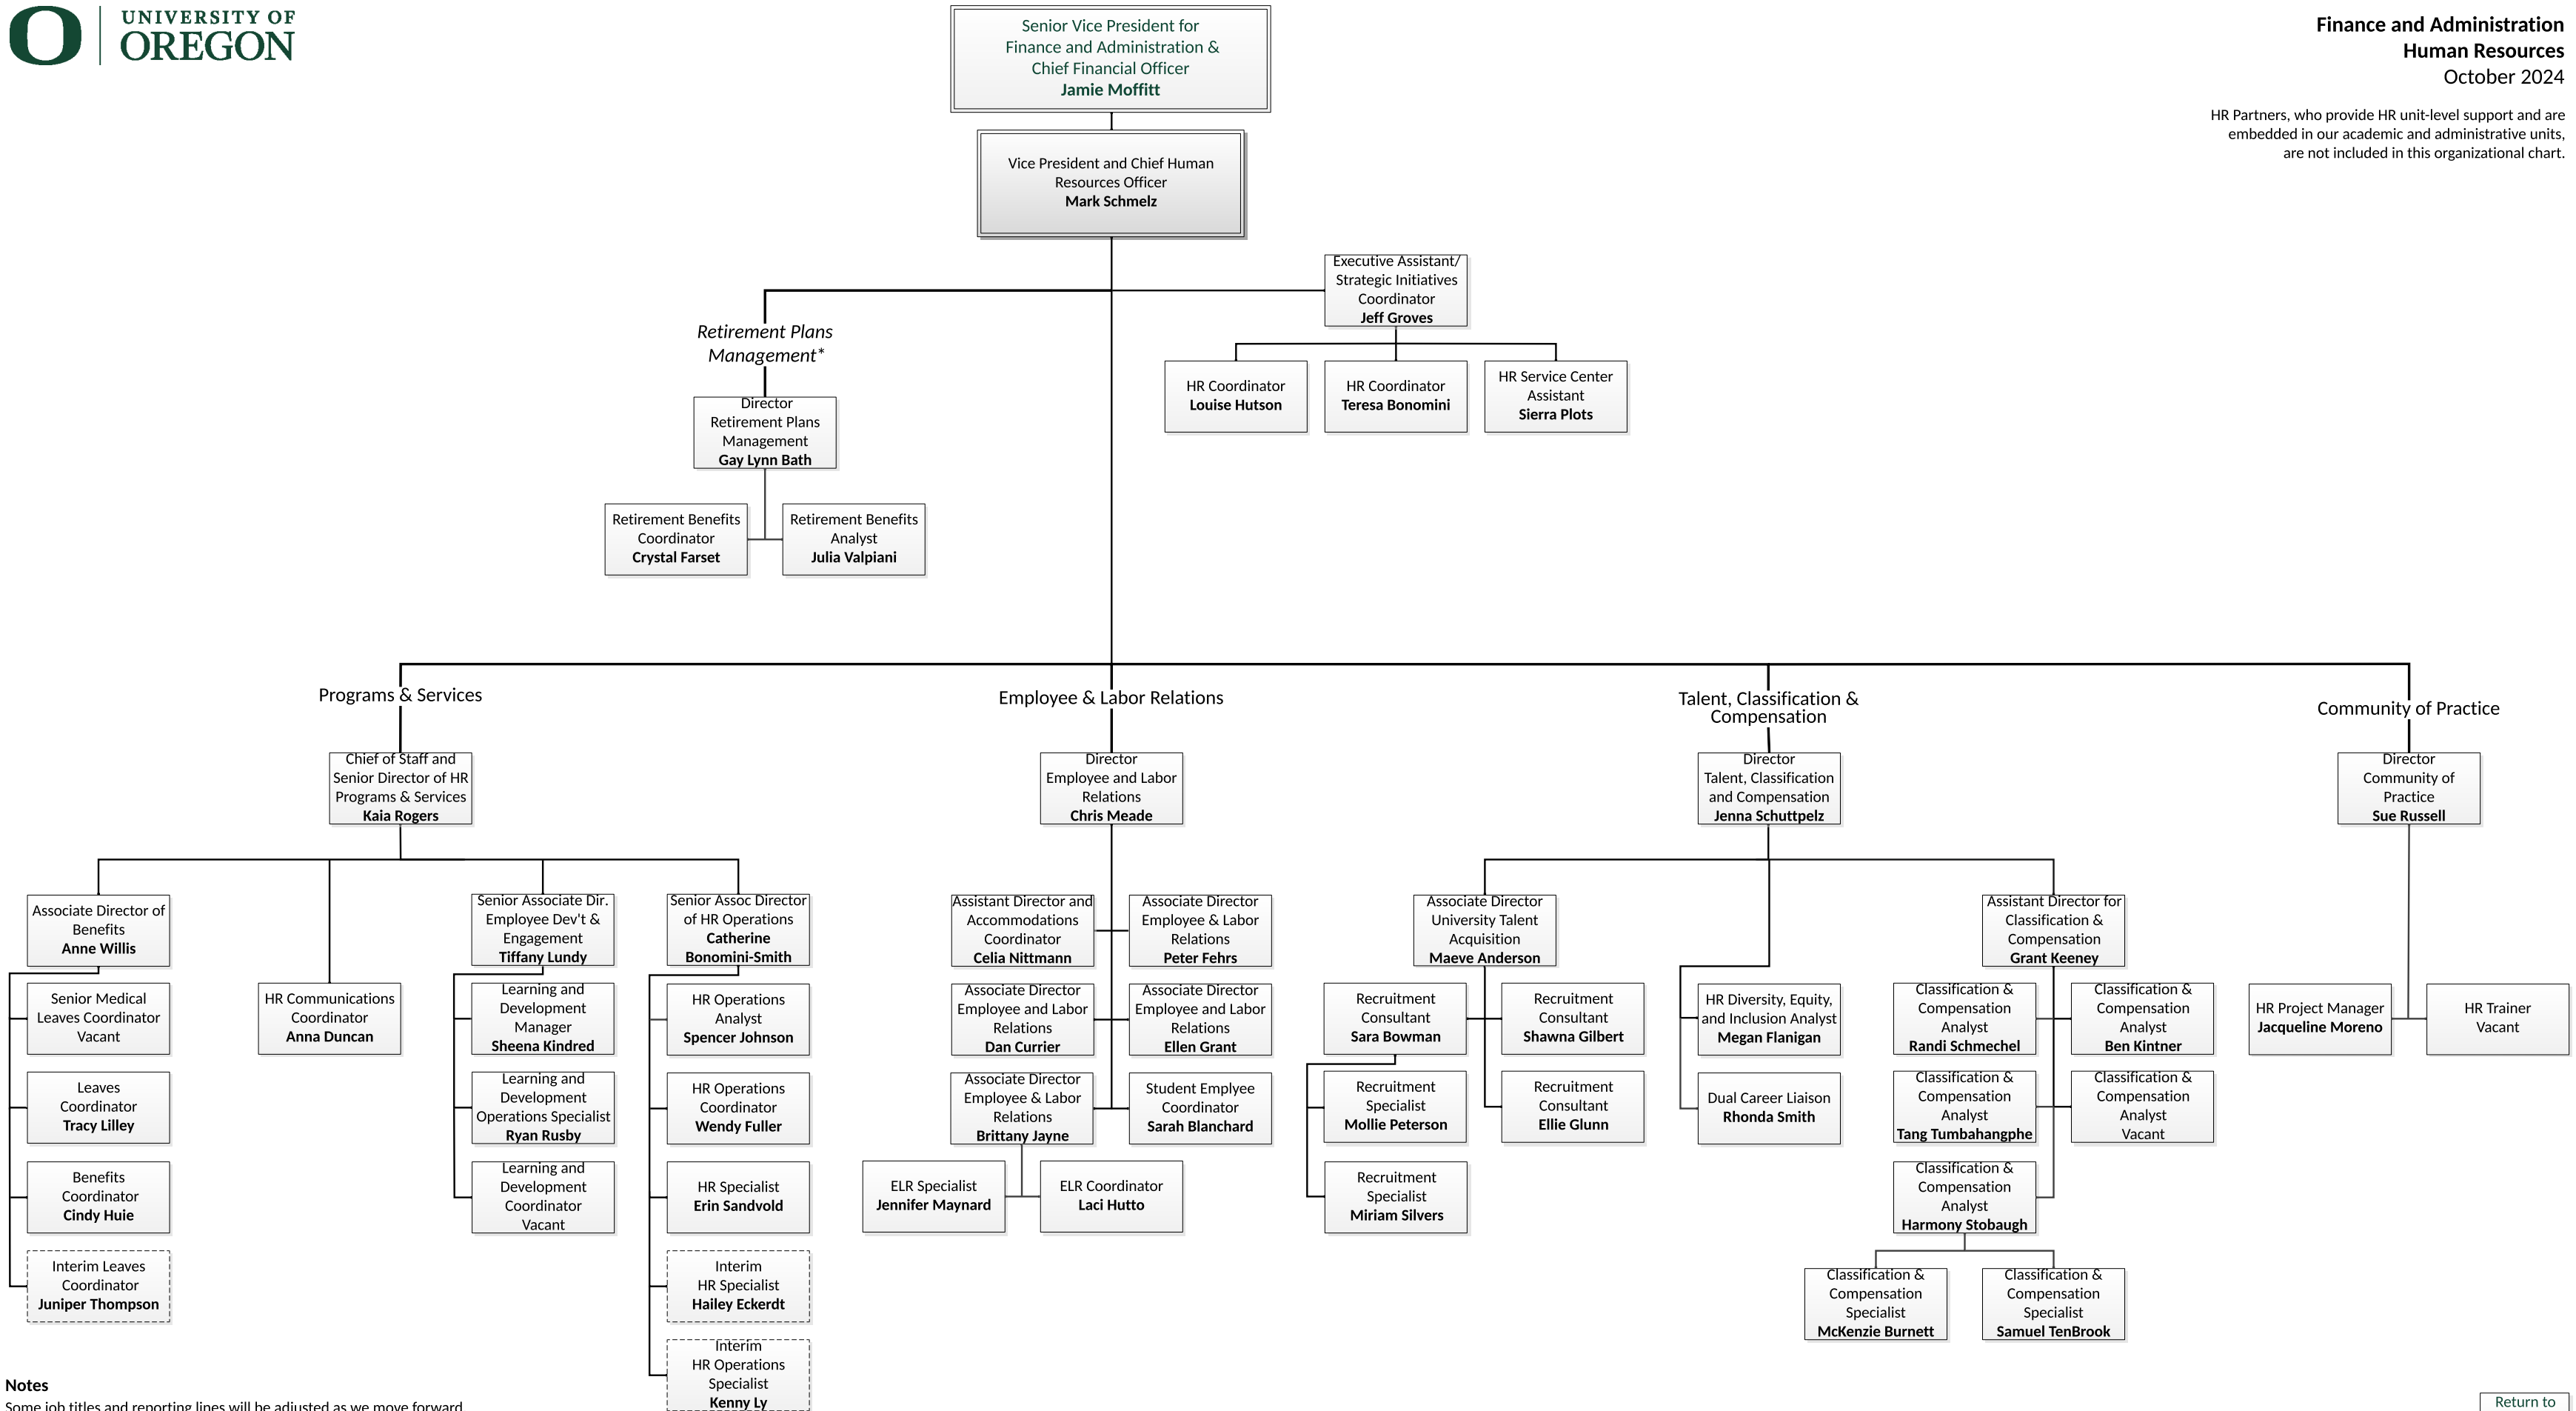 UNIVERSITY OF
OREGON
Senior Vice President for
Finance and Administration &
Chief Financial Officer
Jamie Moffitt
Finance and Administration
Human Resources
October 2024
HR Partners, who provide HR unit-level support and are
embedded in our academic and administrative units,
are not included in this organizational chart.
Vice President and Chief Human
Resources Officer
Mark Schmelz
Executive Assistant/
Strategic Initiatives
Coordinator
Jeff Groves
Retirement Plans
Management*
HR Coordinator
Louise Hutson
HR Coordinator
Teresa Bonomini
HR Service Center
Assistant
Sierra Plots
Director
Retirement Plans
Management
Gay Lynn Bath
Retirement Benefits
Coordinator
Crystal Farset
Retirement Benefits
Analyst
Julia Valpiani
Programs & Services
Employee & Labor Relations
Talent, Classification &
Compensation
Community of Practice
Chief of Staff and
Senior Director of HR
Programs & Services
Kaia Rogers
Director
Employee and Labor
Relations
Chris Meade
Director
Talent, Classification
and Compensation
Jenna Schuttpelz
Director
Community of
Practice
Sue Russell
Associate Director of
Benefits
Anne Willis
Senior Medical
Leaves Coordinator
Vacant
Leaves
Coordinator
Tracy Lilley
Benefits
Coordinator
Cindy Huie
Interim Leaves
Coordinator
Juniper Thompson
HR Communications
Coordinator
Anna Duncan
Senior Associate Dir.
Employee Dev't &
Engagement
Tiffany Lundy
Learning and
Development
Manager
Sheena Kindred
Learning and
Development
Operations Specialist
Ryan Rusby
Learning and
Development
Coordinator
Vacant
Senior Assoc Director
of HR Operations
Catherine
Bonomini-Smith
HR Operations
Analyst
Spencer Johnson
HR Operations
Coordinator
Wendy Fuller
HR Specialist
Erin Sandvold
Interim
HR Specialist
Hailey Eckerdt
Interim
HR Operations
Specialist
Kenny Ly
Assistant Director and
Accommodations
Coordinator
Celia Nittmann
Associate Director
Employee & Labor
Relations
Peter Fehrs
Associate Director
Employee and Labor
Relations
Dan Currier
Associate Director
Employee and Labor
Relations
Ellen Grant
Associate Director
Employee & Labor
Relations
Brittany Jayne
Student Emplyee
Coordinator
Sarah Blanchard
ELR Specialist
Jennifer Maynard
ELR Coordinator
Laci Hutto
Associate Director
University Talent
Acquisition
Maeve Anderson
Recruitment
Consultant
Sara Bowman
Recruitment
Consultant
Shawna Gilbert
Recruitment
Specialist
Mollie Peterson
Recruitment
Consultant
Ellie Glunn
Recruitment
Specialist
Miriam Silvers
HR Diversity, Equity,
and Inclusion Analyst
Megan Flanigan
Dual Career Liaison
Rhonda Smith
Assistant Director for
Classification &
Compensation
Grant Keeney
Classification &
Compensation
Analyst
Randi Schmechel
Classification &
Compensation
Analyst
Ben Kintner
Classification &
Compensation
Analyst
Tang Tumbahangphe
Classification &
Compensation
Analyst
Vacant
Classification &
Compensation
Analyst
Harmony Stobaugh
Classification &
Compensation
Specialist
McKenzie Burnett
Classification &
Compensation
Specialist
Samuel TenBrook
HR Project Manager
Jacqueline Moreno
HR Trainer
Vacant
Notes
Some job titles and reporting lines will be adjusted as we move forward
Return to